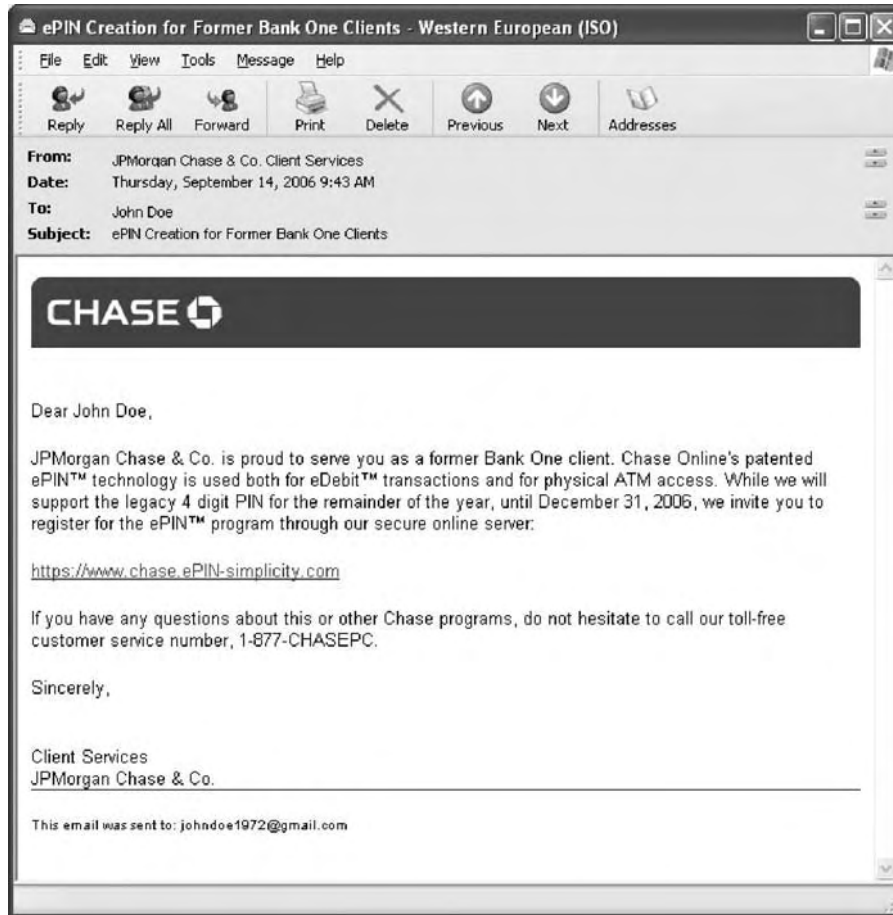 ePIN Creation for Former Bank One Clients - Western European (ISO)
File Edit View Tools Message Help
Reply Reply All Forward Print Delete Previous Next Addresses
From: JPMorgan Chase & Co. Client Services
Date: Thursday, September 14, 2006 9:43 AM
To: John Doe
Subject: ePIN Creation for Former Bank One Clients
CHASE
Dear John Doe,
JPMorgan Chase & Co. is proud to serve you as a former Bank One client. Chase Online's patented
ePIN™ technology is used both for eDebit™ transactions and for physical ATM access. While we will
support the legacy 4 digit PIN for the remainder of the year, until December 31, 2006, we invite you to
register for the ePIN™ program through our secure online server:
https://www.chase.ePIN-simplicity.com
If you have any questions about this or other Chase programs, do not hesitate to call our toll-free
customer service number, 1-877-CHASEPC.
Sincerely,
Client Services
JPMorgan Chase & Co.
This email was sent to: johndoe1972@gmail.com